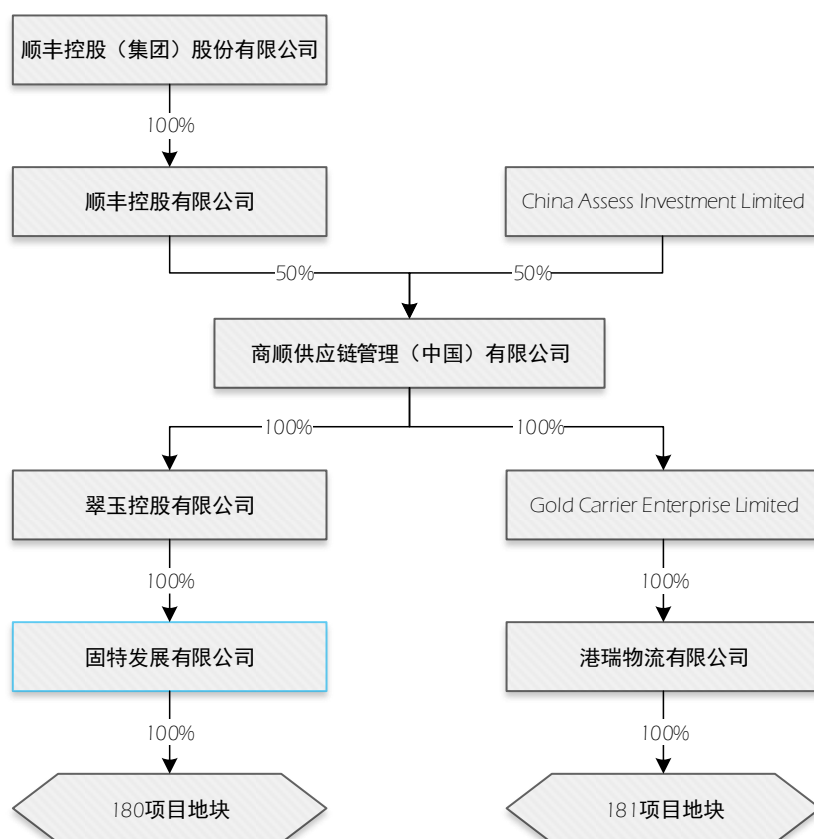 顺丰控股（集团）股份有限公司
100%
顺丰控股有限公司
China Assess Investment Limited
50%
50%
商顺供应链管理（中国）有限公司
100%
100%
翠玉控股有限公司
Gold Carrier Enterprise Limited
100%
100%
固特发展有限公司
港瑞物流有限公司
100%
100%
180项目地块
181项目地块